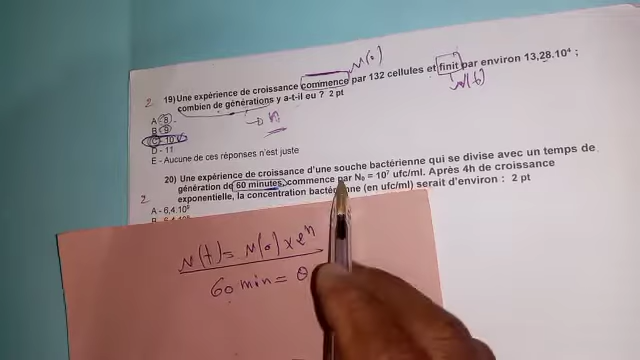 N(o)
2 19) Une expérience de croissance commence par 132 cellules et finit par environ 13,28.10⁴ ;
combien de générations y a-t-il eu ? 2 pt
N(t)
A - 8
→ n
B - 9
C - 10
D - 11
E - Aucune de ces réponses n'est juste
20) Une expérience de croissance d'une souche bactérienne qui se divise avec un temps de
génération de 60 minutes, commence par N₀ = 10⁷ ufc/ml. Après 4h de croissance
2 exponentielle, la concentration bactérienne (en ufc/ml) serait d'environ : 2 pt
A - 6,4.10⁹
N(t) = N(o) × eⁿ
60 min = θ